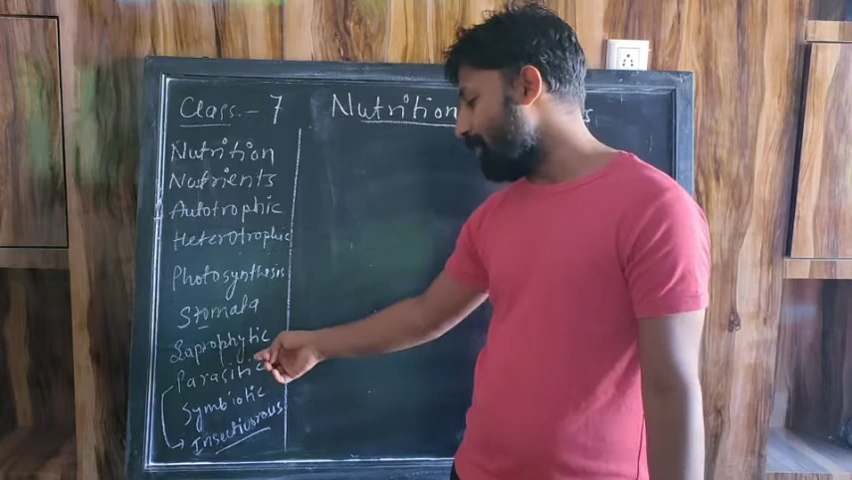 Class - 7
Nutrition
Nutrition
Nutrients
Autotrophic
Heterotrophic
Photosynthesis
Stomata
Saprophytic
Parasitic
Symbiotic
Insectivorous